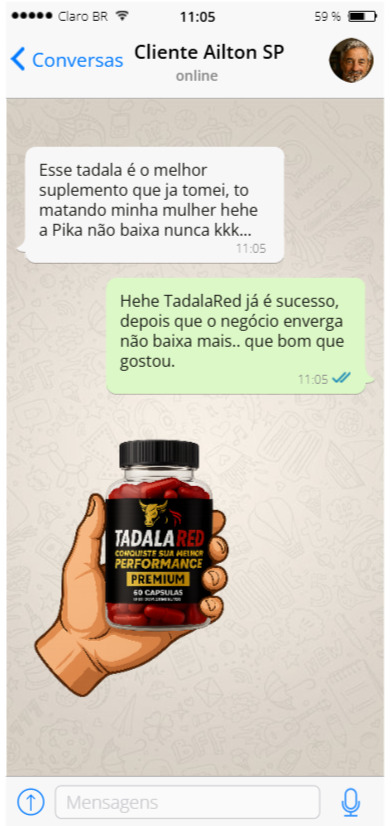 Claro BR 11:05 59 %
Conversas Cliente Ailton SP
online
Esse tadala é o melhor
suplemento que ja tomei, to
matando minha mulher hehe
a Pika não baixa nunca kkk...
11:05
Hehe TadalaRed já é sucesso,
depois que o negócio enverga
não baixa mais.. que bom que
gostou.
11:05
TADALARED
CONQUISTE SUA MELHOR
PERFORMANCE
PREMIUM
60 CAPSULAS
Mensagens